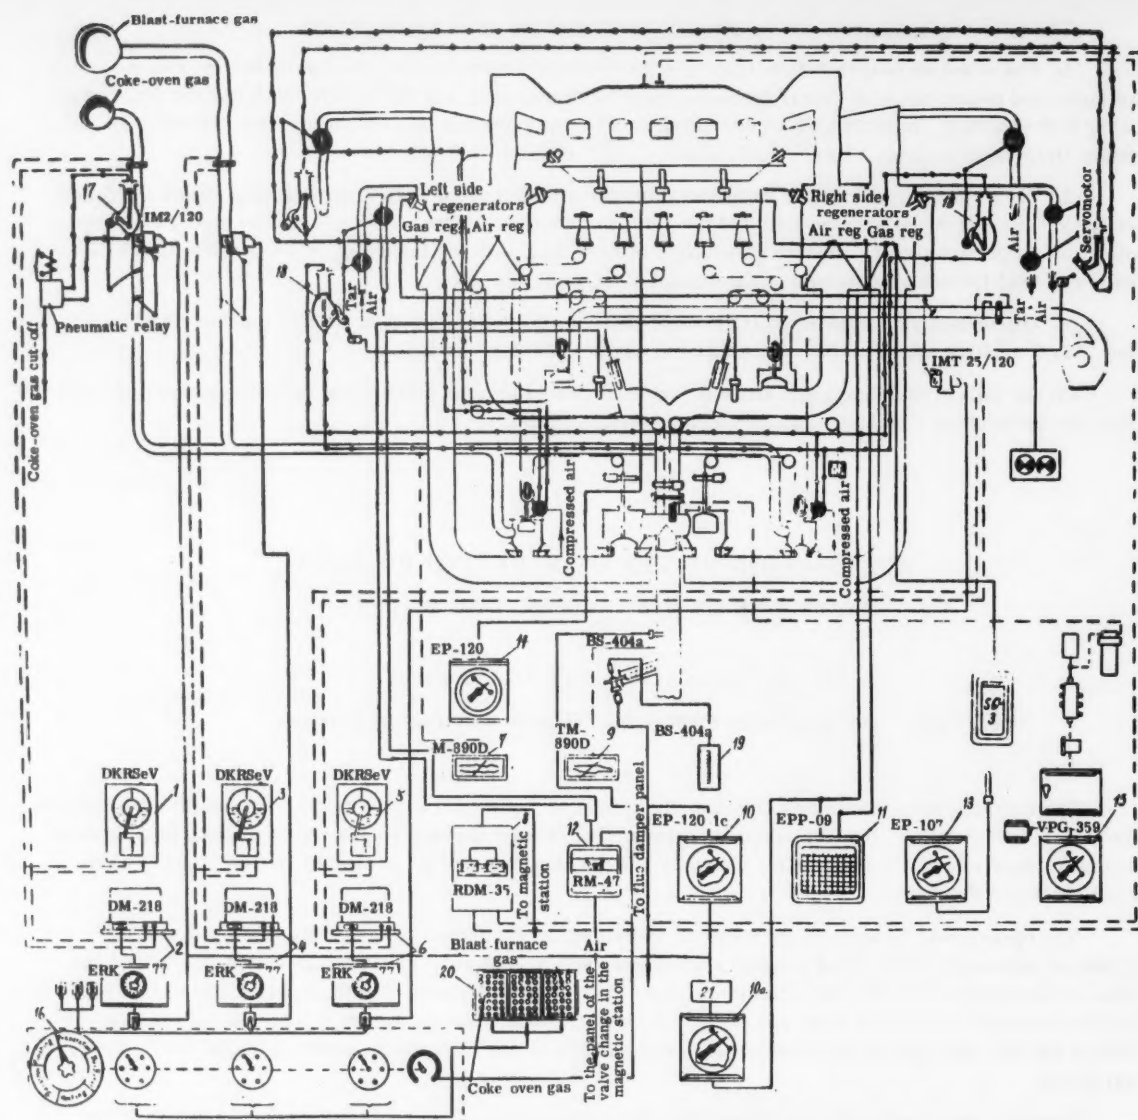 Blast-furnace gas
Coke-oven gas
17
IM2/120
Pneumatic relay
Coke-oven gas cut-off
18
Tar
Air
Left side
regenerators
Gas reg. Air reg
22
Right side
regenerators
Air reg Gas reg
18
Air
Servomotor
Tar
Air
IMT 25/120
Compressed air
Compressed air
EP-120
14
BS-404a
BS-404a
19
M-890D
7
TM-
890D
9
SG-
3
DKRSeV
1
DKRSeV
3
DKRSeV
5
8
RDM-35
To magnetic
station
12
RM-47
To flue damper panel
EP-120 1c
10
EPP-09
11
EP-107
13
VPG-359
15
DM-218
2
DM-218
4
DM-218
6
ERK
77
ERK
77
ERK
77
Blast-furnace
gas
20
Air
21
10a
16
Coke oven gas
To the panel of the
valve change in the
magnetic station